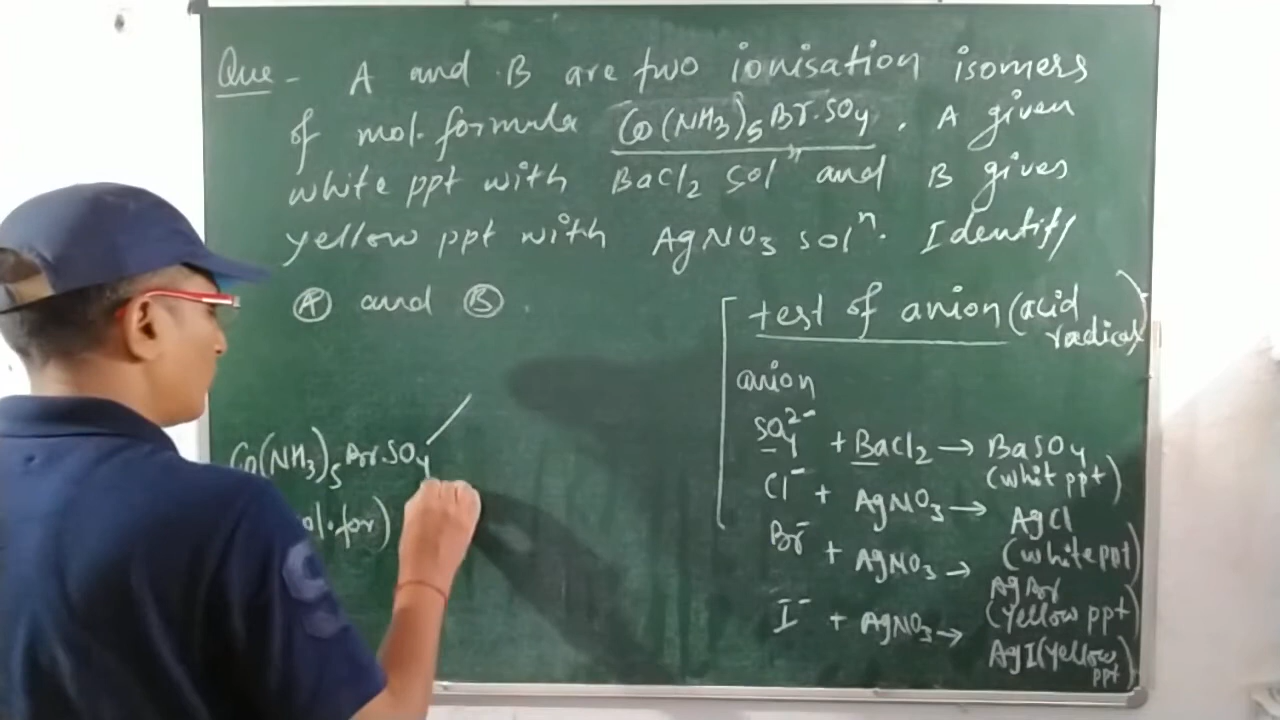 Que - A and B are two ionisation isomers
of mol. formula Co(NH3)5Br.SO4. A given
white ppt with BaCl2 solⁿ and B gives
yellow ppt with AgNO3 solⁿ. Identify
Ⓐ and Ⓑ.
test of anion (acid
radical)
anion
SO4²⁻ + BaCl2 → BaSO4
(whit ppt)
Cl⁻ + AgNO3 → AgCl
(white ppt)
Br⁻ + AgNO3 → AgBr
(yellow ppt)
I⁻ + AgNO3 → AgI (yellow
ppt)
Co(NH3)5Br.SO4
ol.for)